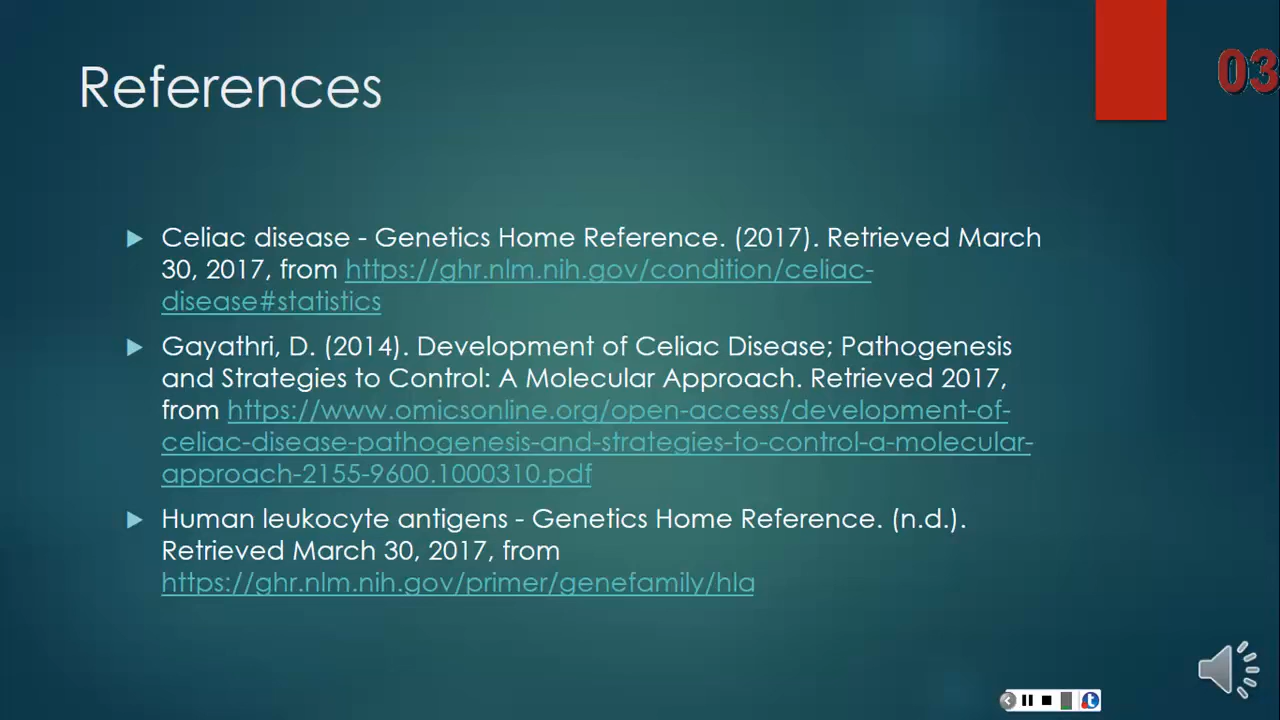 References
03
Celiac disease - Genetics Home Reference. (2017). Retrieved March
30, 2017, from https://ghr.nlm.nih.gov/condition/celiac-
disease#statistics
Gayathri, D. (2014). Development of Celiac Disease; Pathogenesis
and Strategies to Control: A Molecular Approach. Retrieved 2017,
from https://www.omicsonline.org/open-access/development-of-
celiac-disease-pathogenesis-and-strategies-to-control-a-molecular-
approach-2155-9600.1000310.pdf
Human leukocyte antigens - Genetics Home Reference. (n.d.).
Retrieved March 30, 2017, from
https://ghr.nlm.nih.gov/primer/genefamily/hla
t